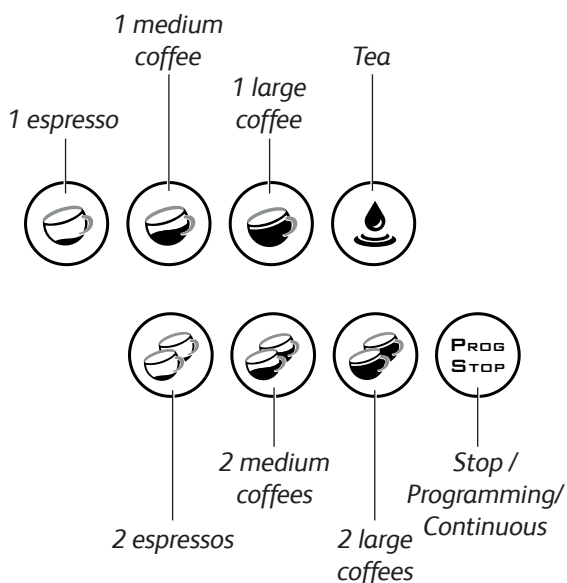 1 medium
coffee
Tea
1 large
coffee
1 espresso
PROG
STOP
2 medium
coffees
Stop /
Programming/
Continuous
2 espressos
2 large
coffees